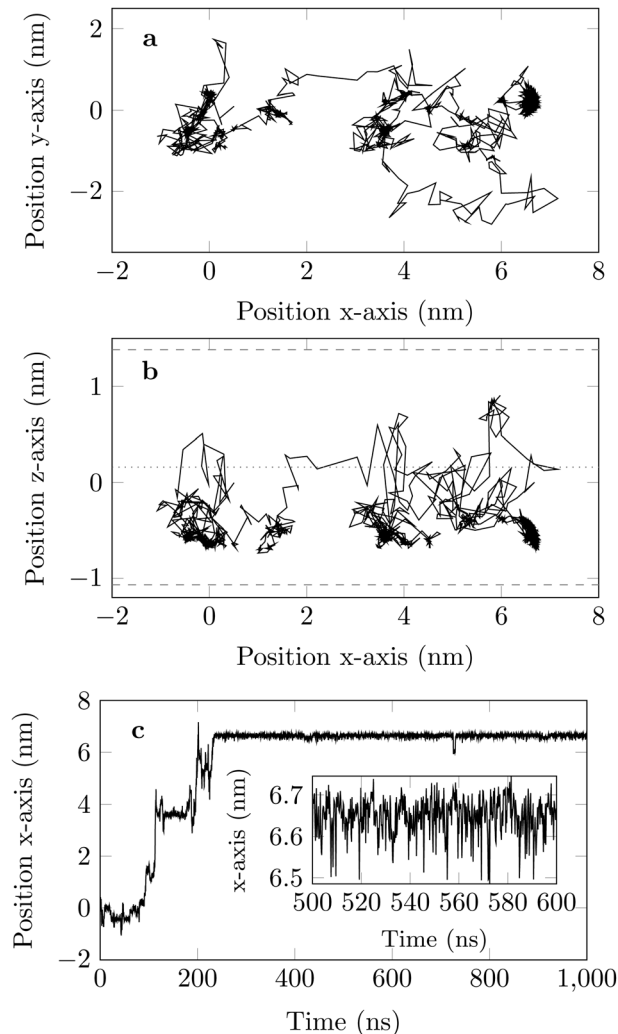 2
a
0
−2
Position y-axis (nm)
−2 0 2 4 6 8
Position x-axis (nm)
b
1
0
−1
Position z-axis (nm)
−2 0 2 4 6 8
Position x-axis (nm)
8
c
6
4
2
0
−2
Position x-axis (nm)
6.7
6.6
6.5
x-axis (nm)
500 520 540 560 580 600
Time (ns)
0 200 400 600 800 1,000
Time (ns)